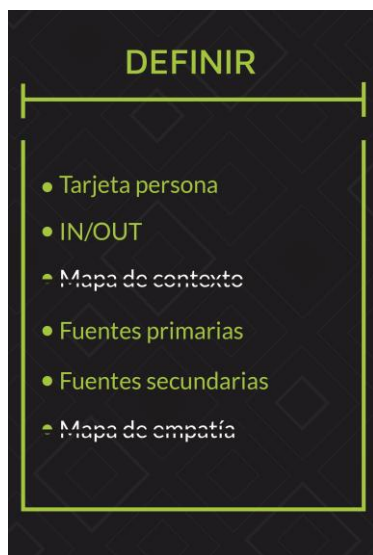 DEFINIR
• Tarjeta persona
• IN/OUT
• Mapa de contexto
• Fuentes primarias
• Fuentes secundarias
• Mapa de empatía